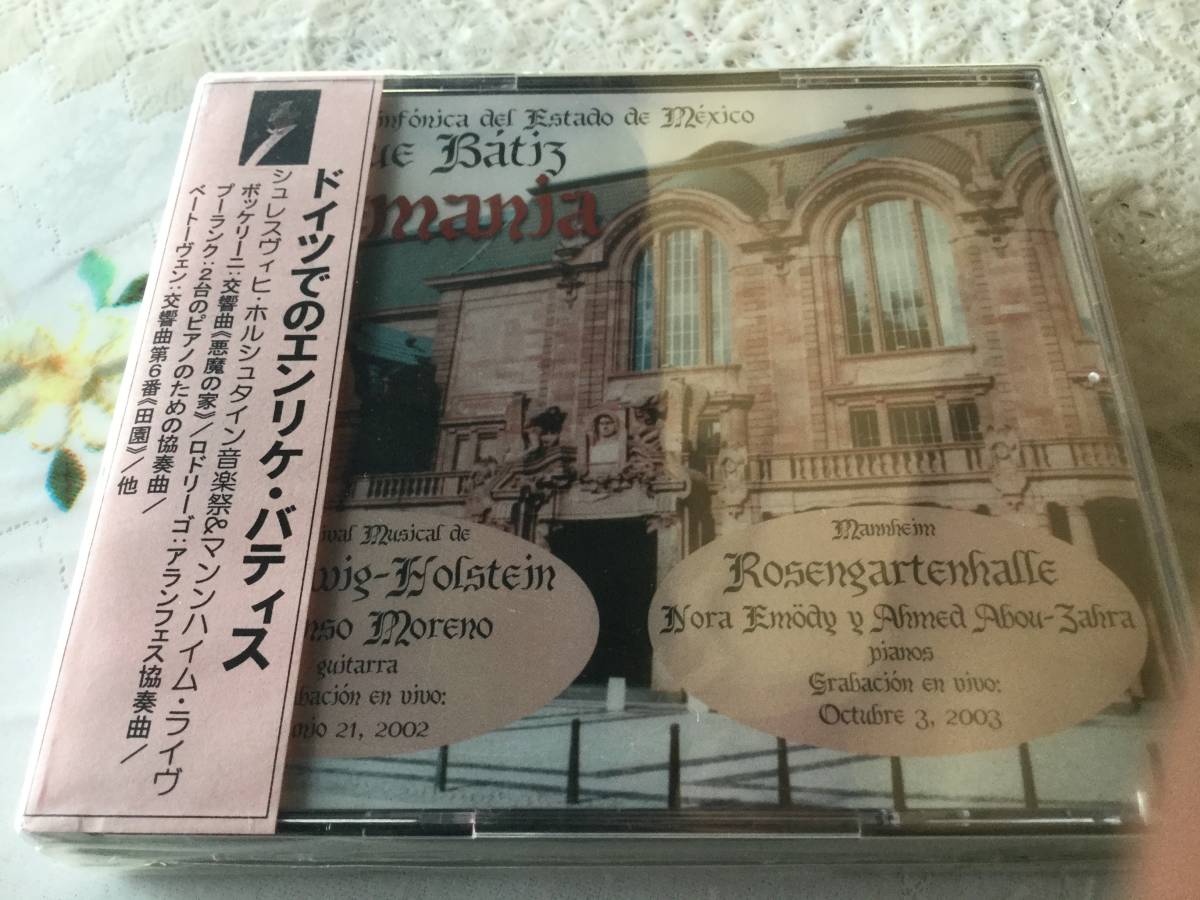 ドイツでのエンリケ・バティス
シュレスヴィヒ・ホルシュタイン音楽祭&マンハイム・ライヴ
ボッケリーニ:交響曲《悪魔の家》/ロドリーゴ:アランフェス協奏曲/
プーランク:2台のピアノのための協奏曲/
ベートーヴェン:交響曲第6番《田園》/他
infónica del Estado de México
ue Bátiz
mania
ival Musical de
wig-Holstein
nso Moreno
guitarra
bación en vivo:
nio 21, 2002
Mannheim
Rosengartenhalle
Nora Emödy y Ahmed Abou-Zahra
pianos
Grabación en vivo:
Octubre 3, 2003